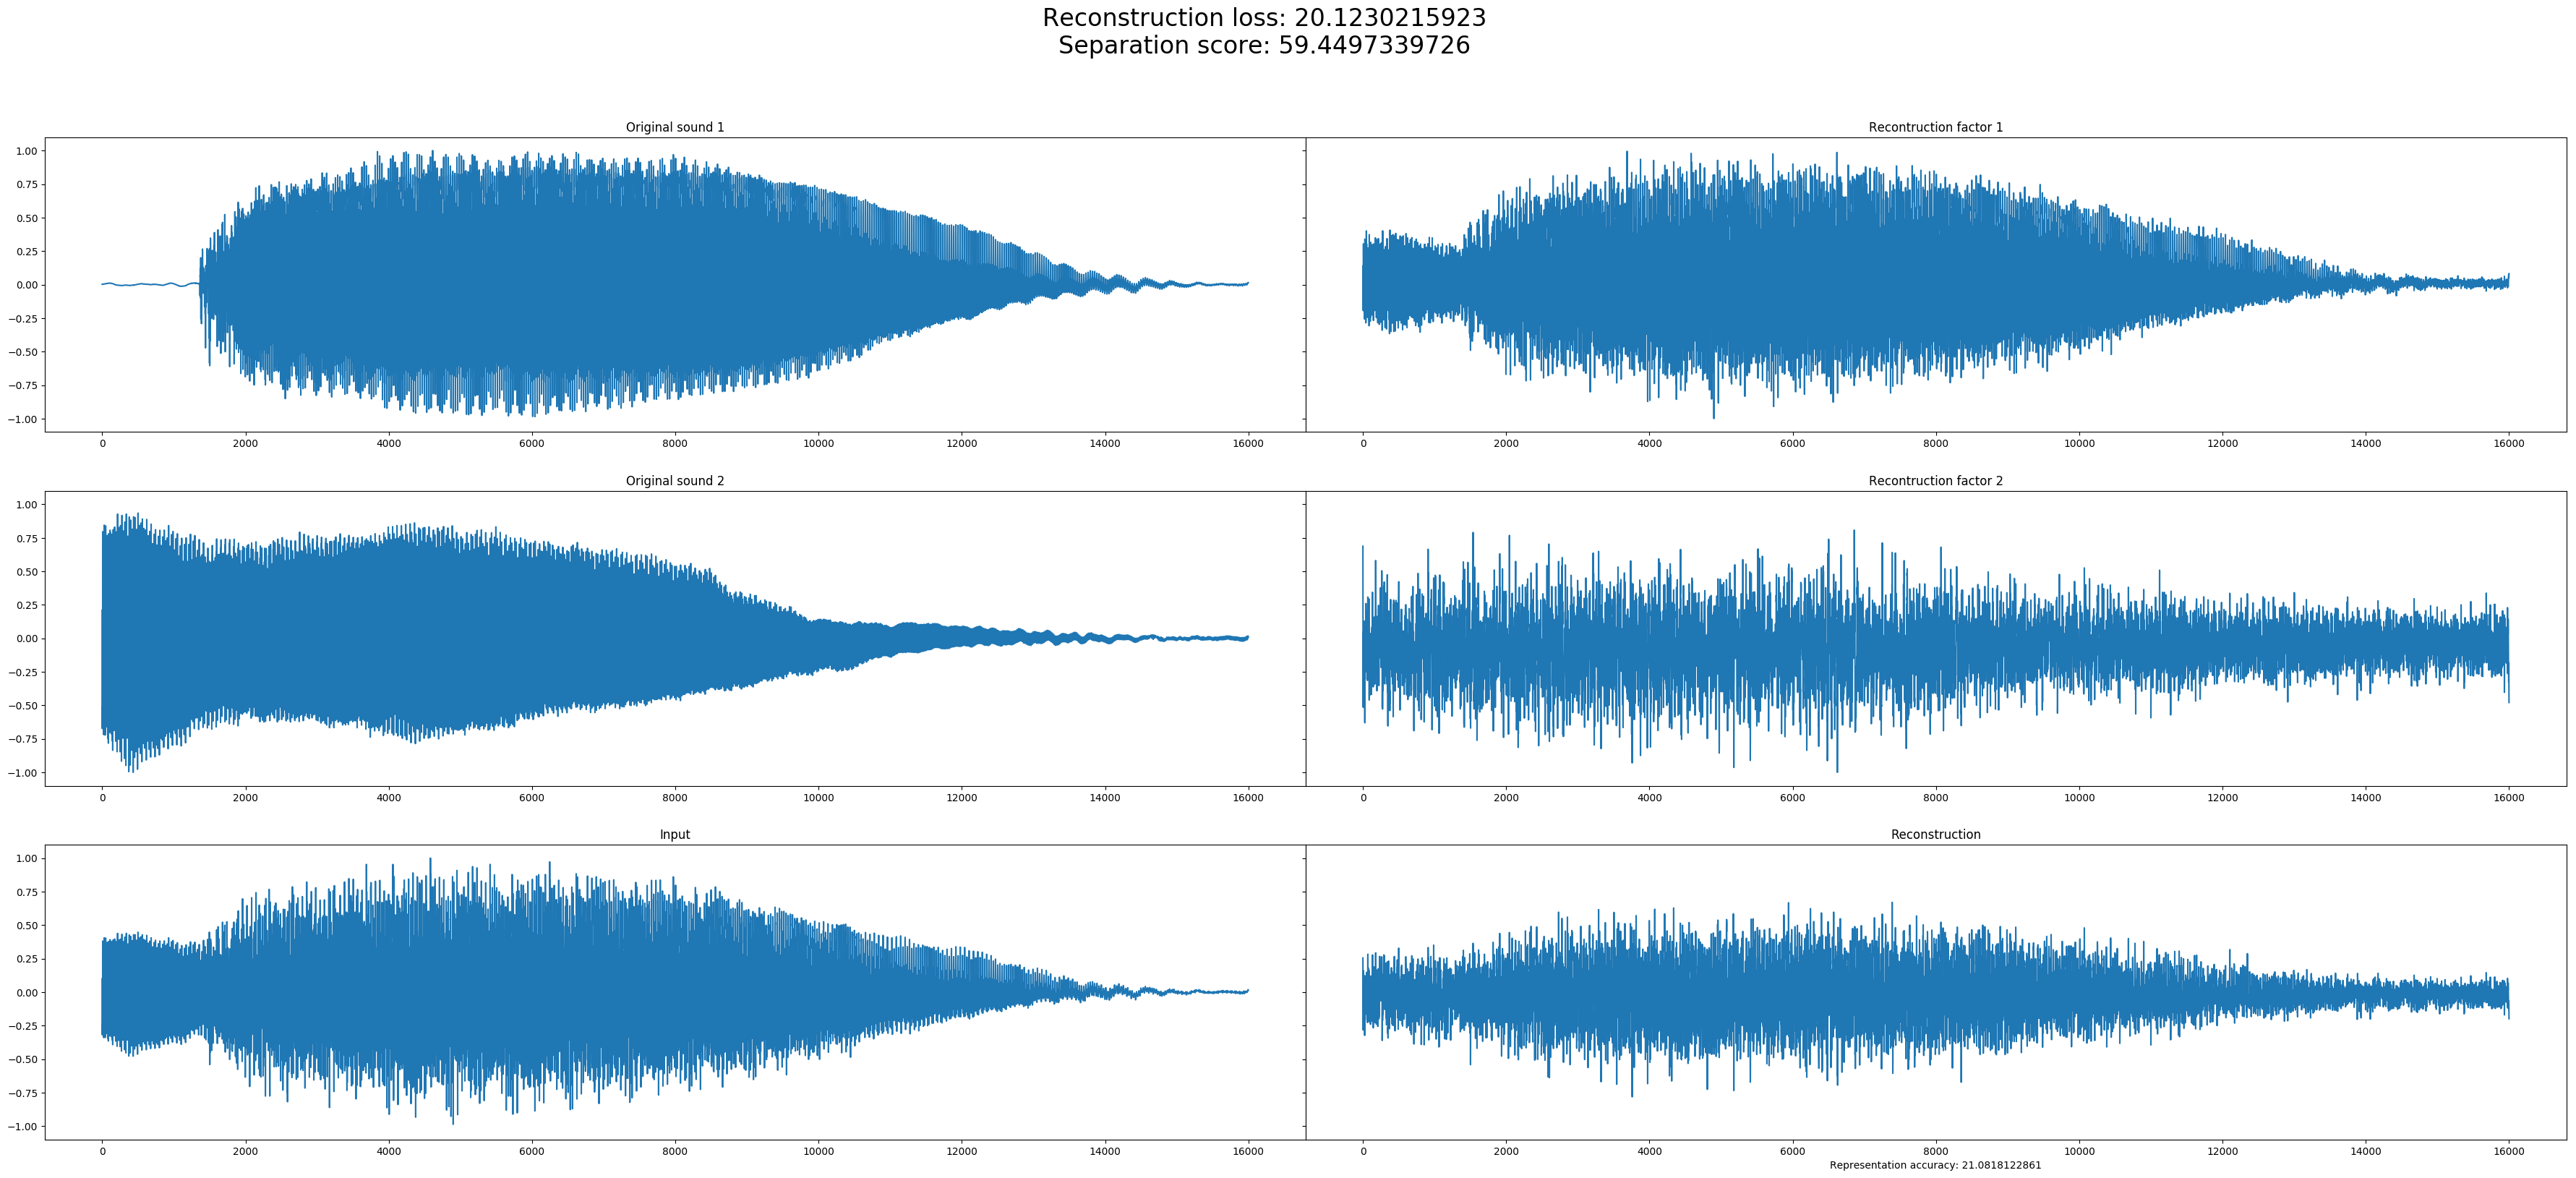 Reconstruction loss: 20.1230215923
Separation score: 59.4497339726
Original sound 1
Recontruction factor 1
1.00
0.75
0.50
0.25
0.00
−0.25
−0.50
−0.75
−1.00
0 2000 4000 6000 8000 10000 12000 14000 16000
0 2000 4000 6000 8000 10000 12000 14000 16000
Original sound 2
Recontruction factor 2
1.00
0.75
0.50
0.25
0.00
−0.25
−0.50
−0.75
−1.00
0 2000 4000 6000 8000 10000 12000 14000 16000
0 2000 4000 6000 8000 10000 12000 14000 16000
Input
Reconstruction
1.00
0.75
0.50
0.25
0.00
−0.25
−0.50
−0.75
−1.00
0 2000 4000 6000 8000 10000 12000 14000 16000
0 2000 4000 6000 8000 10000 12000 14000 16000
Representation accuracy: 21.0818122861